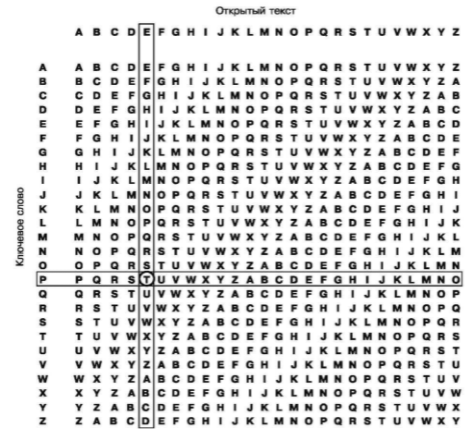 Открытый текст
A B C D E F G H I J K L M N O P Q R S T U V W X Y Z
Ключевое слово
A A B C D E F G H I J K L M N O P Q R S T U V W X Y Z
B B C D E F G H I J K L M N O P Q R S T U V W X Y Z A
C C D E F G H I J K L M N O P Q R S T U V W X Y Z A B
D D E F G H I J K L M N O P Q R S T U V W X Y Z A B C
E E F G H I J K L M N O P Q R S T U V W X Y Z A B C D
F F G H I J K L M N O P Q R S T U V W X Y Z A B C D E
G G H I J K L M N O P Q R S T U V W X Y Z A B C D E F
H H I J K L M N O P Q R S T U V W X Y Z A B C D E F G
I I J K L M N O P Q R S T U V W X Y Z A B C D E F G H
J J K L M N O P Q R S T U V W X Y Z A B C D E F G H I
K K L M N O P Q R S T U V W X Y Z A B C D E F G H I J
L L M N O P Q R S T U V W X Y Z A B C D E F G H I J K
M M N O P Q R S T U V W X Y Z A B C D E F G H I J K L
N N O P Q R S T U V W X Y Z A B C D E F G H I J K L M
O O P Q R S T U V W X Y Z A B C D E F G H I J K L M N
P P Q R S T U V W X Y Z A B C D E F G H I J K L M N O
Q Q R S T U V W X Y Z A B C D E F G H I J K L M N O P
R R S T U V W X Y Z A B C D E F G H I J K L M N O P Q
S S T U V W X Y Z A B C D E F G H I J K L M N O P Q R
T T U V W X Y Z A B C D E F G H I J K L M N O P Q R S
U U V W X Y Z A B C D E F G H I J K L M N O P Q R S T
V V W X Y Z A B C D E F G H I J K L M N O P Q R S T U
W W X Y Z A B C D E F G H I J K L M N O P Q R S T U V
X X Y Z A B C D E F G H I J K L M N O P Q R S T U V W
Y Y Z A B C D E F G H I J K L M N O P Q R S T U V W X
Z Z A B C D E F G H I J K L M N O P Q R S T U V W X Y